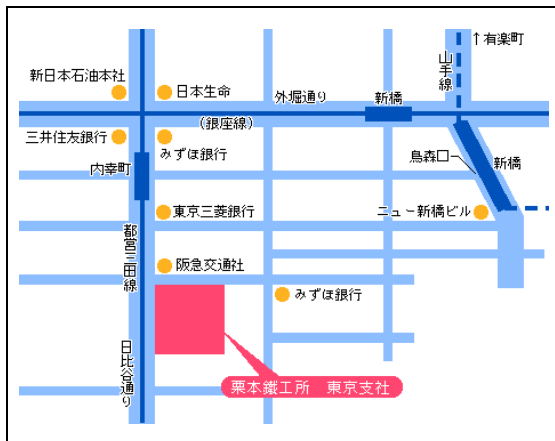 ↑有楽町
山手線
新日本石油本社
日本生命
外堀通り
新橋
(銀座線)
三井住友銀行
みずほ銀行
烏森口
新橋
内幸町
東京三菱銀行
ニュー新橋ビル
都営三田線
阪急交通社
みずほ銀行
日比谷通り
栗本鐵工所 東京支社